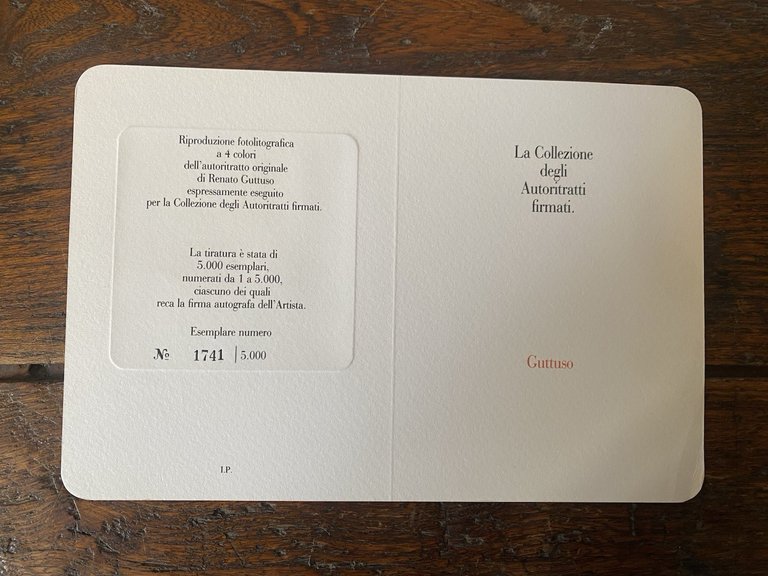 Riproduzione fotolitografica
a 4 colori
dell'autoritratto originale
di Renato Guttuso
espressamente eseguito
per la Collezione degli Autoritratti firmati.
La tiratura è stata di
5.000 esemplari,
numerati da 1 a 5.000,
ciascuno dei quali
reca la firma autografa dell'Artista.
Esemplare numero
№ 1741 | 5.000
I.P.
La Collezione
degli
Autoritratti
firmati.
Guttuso